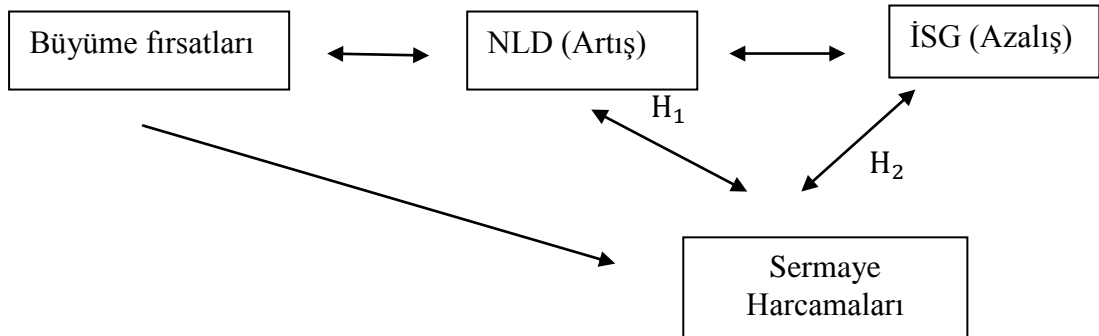 Büyüme fırsatları
NLD (Artış)
İSG (Azalış)
H₁
H₂
Sermaye
Harcamaları